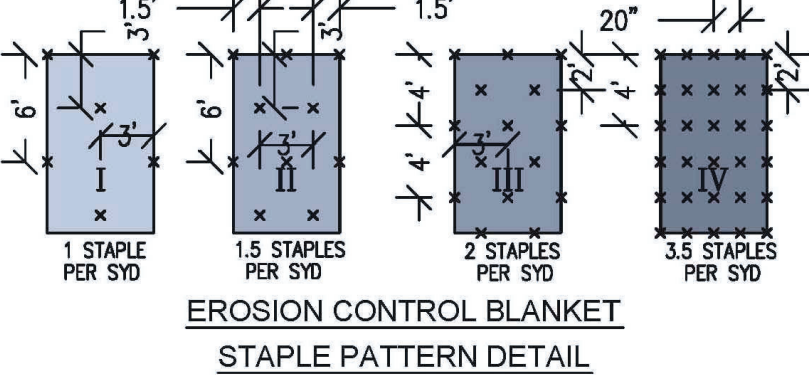 1.5' 1.5'
3' 3' 20"
6' 6' 4' 2' 4' 2'
3' 3' 4' 3'
I II III IV
1 STAPLE
PER SYD
1.5 STAPLES
PER SYD
2 STAPLES
PER SYD
3.5 STAPLES
PER SYD
EROSION CONTROL BLANKET
STAPLE PATTERN DETAIL